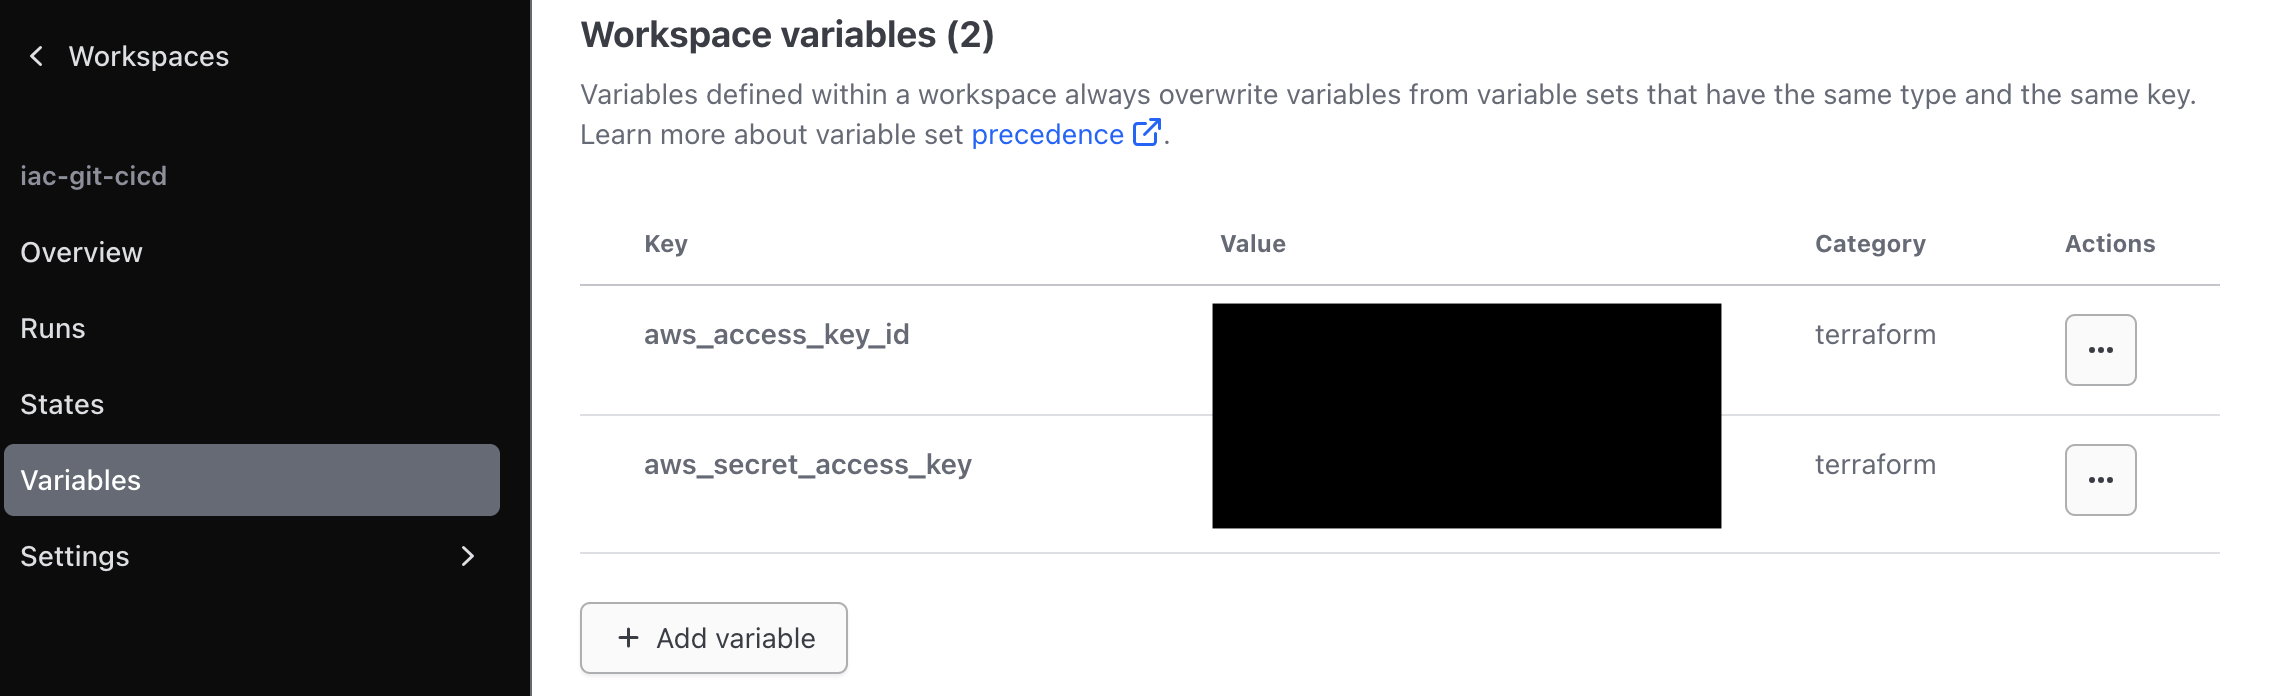 Workspaces
iac-git-cicd
Overview
Runs
States
Variables
Settings
Workspace variables (2)
Variables defined within a workspace always overwrite variables from variable sets that have the same type and the same key.
Learn more about variable set precedence.
Key Value Category Actions
aws_access_key_id terraform
aws_secret_access_key terraform
+ Add variable